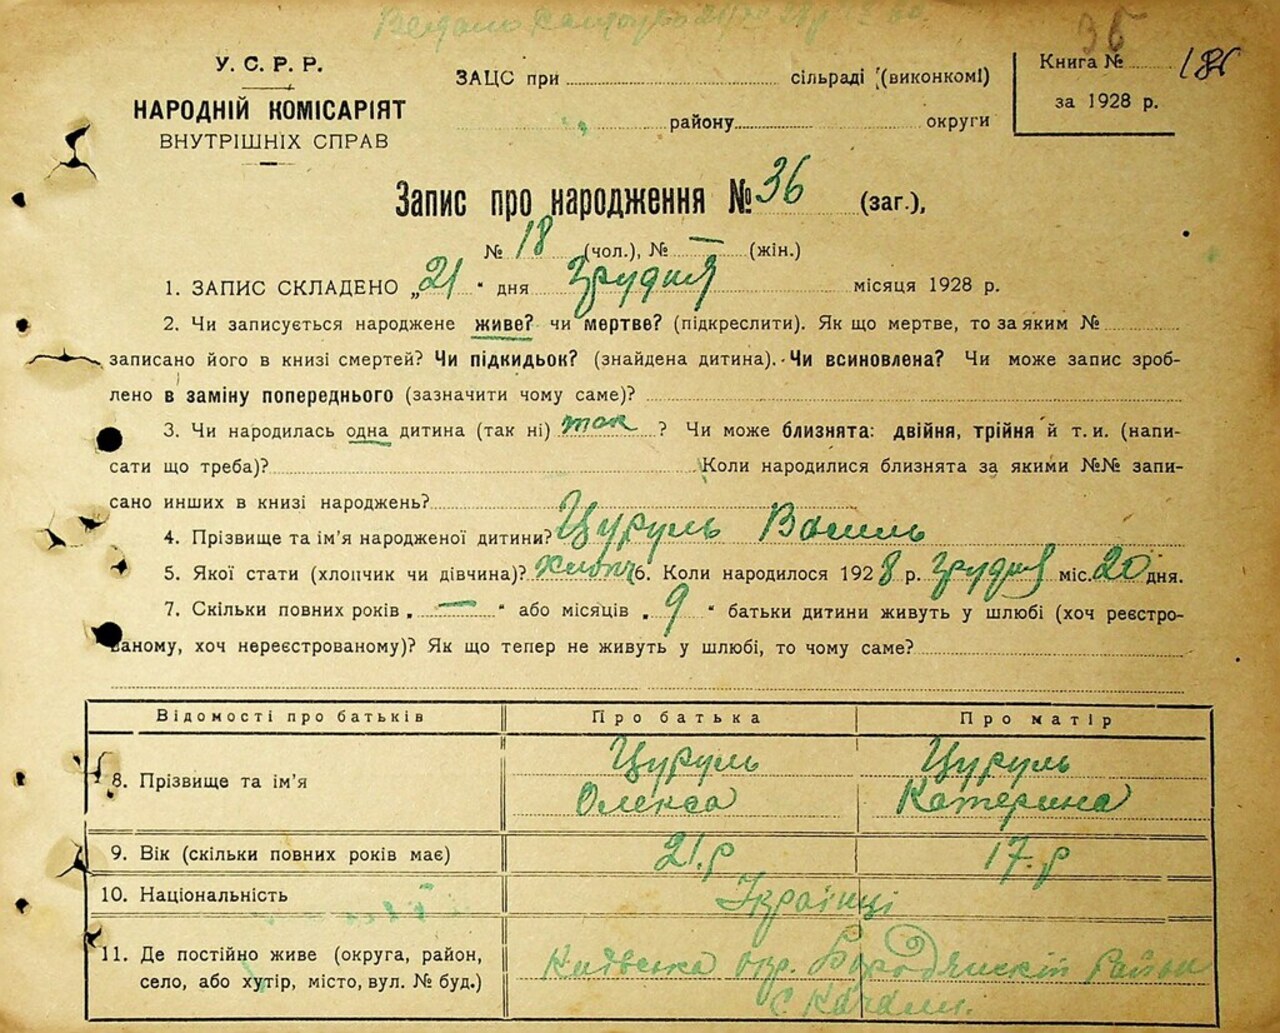 36
У. С. Р. Р.
НАРОДНІЙ КОМІСАРІЯТ
ВНУТРІШНІХ СПРАВ
ЗАЦС при сільраді (виконкомі)
району округи
Книга № 186
за 1928 р.
Запис про народження № 36 (заг.),
№ 18 (чол.), № — (жін.)
1. ЗАПИС СКЛАДЕНО „21" дня Грудня місяця 1928 р.
2. Чи записується народжене живе? чи мертве? (підкреслити). Як що мертве, то за яким №
записано його в книзі смертей? Чи підкидьок? (знайдена дитина). Чи всиновлена? Чи може запис зроб-
лено в заміну попереднього (зазначити чому саме)?
3. Чи народилась одна дитина (так ні) так ? Чи може близнята: двійня, трійня й т. и. (напи-
сати що треба)? Коли народилися близнята за якими №№ запи-
сано инших в книзі народжень?
4. Прізвище та ім'я народженої дитини? Цуруль Василь
5. Якої статі (хлопчик чи дівчина)? Хлопч 6. Коли народилося 1928 р. Грудня міс. 20 дня.
7. Скільки повних років „ — " або місяців „ 9 " батьки дитини живуть у шлюбі (хоч реєстро-
ваному, хоч нереєстрованому)? Як що тепер не живуть у шлюбі, то чому саме?
Відомості про батьків Про батька Про матір
8. Прізвище та ім'я Цуруль Олекса Цуруль Катерина
9. Вік (скільки повних років має) 21.р 17.р
10. Національність Українці
11. Де постійно живе (округа, район,
село, або хутір, місто, вул. № буд.) Київська окр. Бородянскій Район
с. Качали.